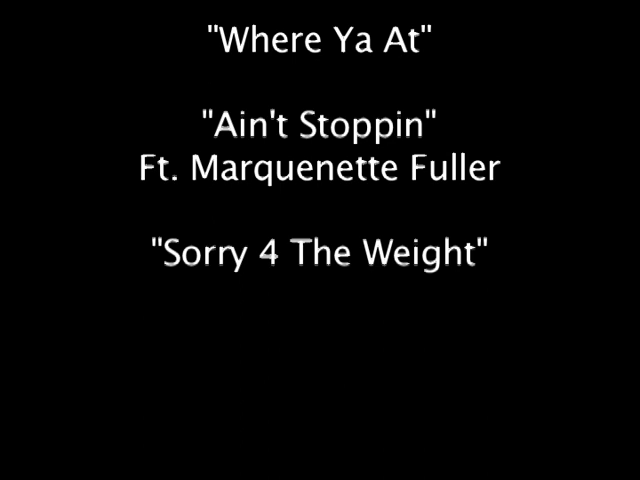 "Where Ya At"
"Ain't Stoppin"
Ft. Marquenette Fuller
"Sorry 4 The Weight"